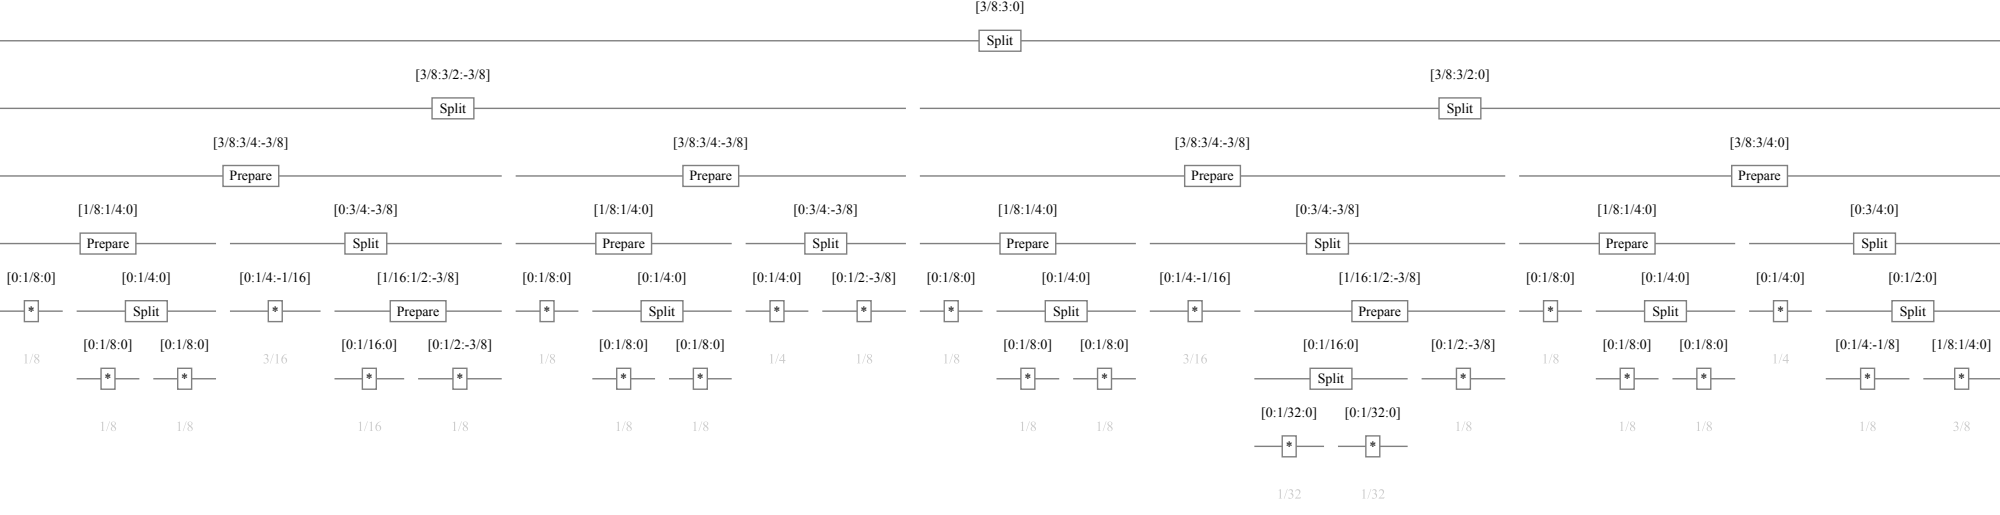 [3/8:3:0]
Split
[3/8:3/2:-3/8] [3/8:3/2:0]
Split Split
[3/8:3/4:-3/8] [3/8:3/4:-3/8] [3/8:3/4:-3/8] [3/8:3/4:0]
Prepare Prepare Prepare Prepare
[1/8:1/4:0] [0:3/4:-3/8] [1/8:1/4:0] [0:3/4:-3/8] [1/8:1/4:0] [0:3/4:-3/8] [1/8:1/4:0] [0:3/4:0]
Prepare Split Prepare Split Prepare Split Prepare Split
[0:1/8:0] [0:1/4:0] [0:1/4:-1/16] [1/16:1/2:-3/8] [0:1/8:0] [0:1/4:0] [0:1/4:0] [0:1/2:-3/8] [0:1/8:0] [0:1/4:0] [0:1/4:-1/16] [1/16:1/2:-3/8] [0:1/8:0] [0:1/4:0] [0:1/4:0] [0:1/2:0]
* Split * Prepare * Split * * * Split * Prepare * Split * Split
1/8 [0:1/8:0] [0:1/8:0] 3/16 [0:1/16:0] [0:1/2:-3/8] 1/8 [0:1/8:0] [0:1/8:0] 1/4 1/8 1/8 [0:1/8:0] [0:1/8:0] 3/16 [0:1/16:0] [0:1/2:-3/8] 1/8 [0:1/8:0] [0:1/8:0] 1/4 [0:1/4:-1/8] [1/8:1/4:0]
* * * * * * * * Split * * * * *
1/8 1/8 1/16 1/8 1/8 1/8 1/8 1/8 [0:1/32:0] [0:1/32:0] 1/8 1/8 1/8 1/8 3/8
* *
1/32 1/32